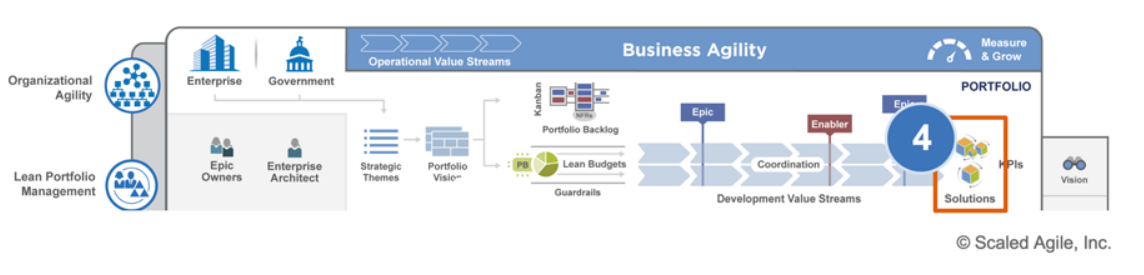 Organizational
Agility
Lean Portfolio
Management
Enterprise
Government
Epic
Owners
Enterprise
Architect
Operational Value Streams
Business Agility
Measure
& Grow
PORTFOLIO
Strategic
Themes
Portfolio
Vision
Kanban
NFRs
Portfolio Backlog
PB
Lean Budgets
Guardrails
Epic
Enabler
Epic
Coordination
Development Value Streams
4
KPIs
Solutions
Vision
© Scaled Agile, Inc.